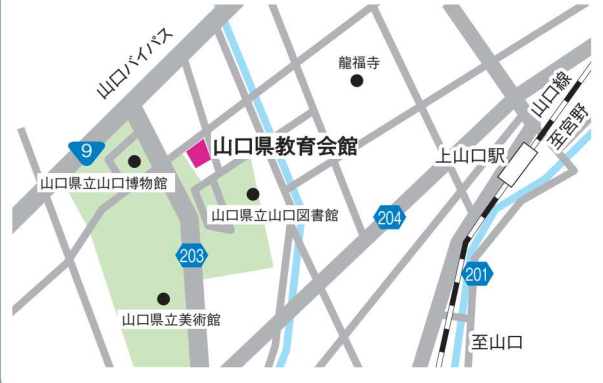 山口バイパス
龍福寺
山口線
至宮野
9
山口県教育会館
上山口駅
山口県立山口博物館
山口県立山口図書館
204
203
201
山口県立美術館
至山口